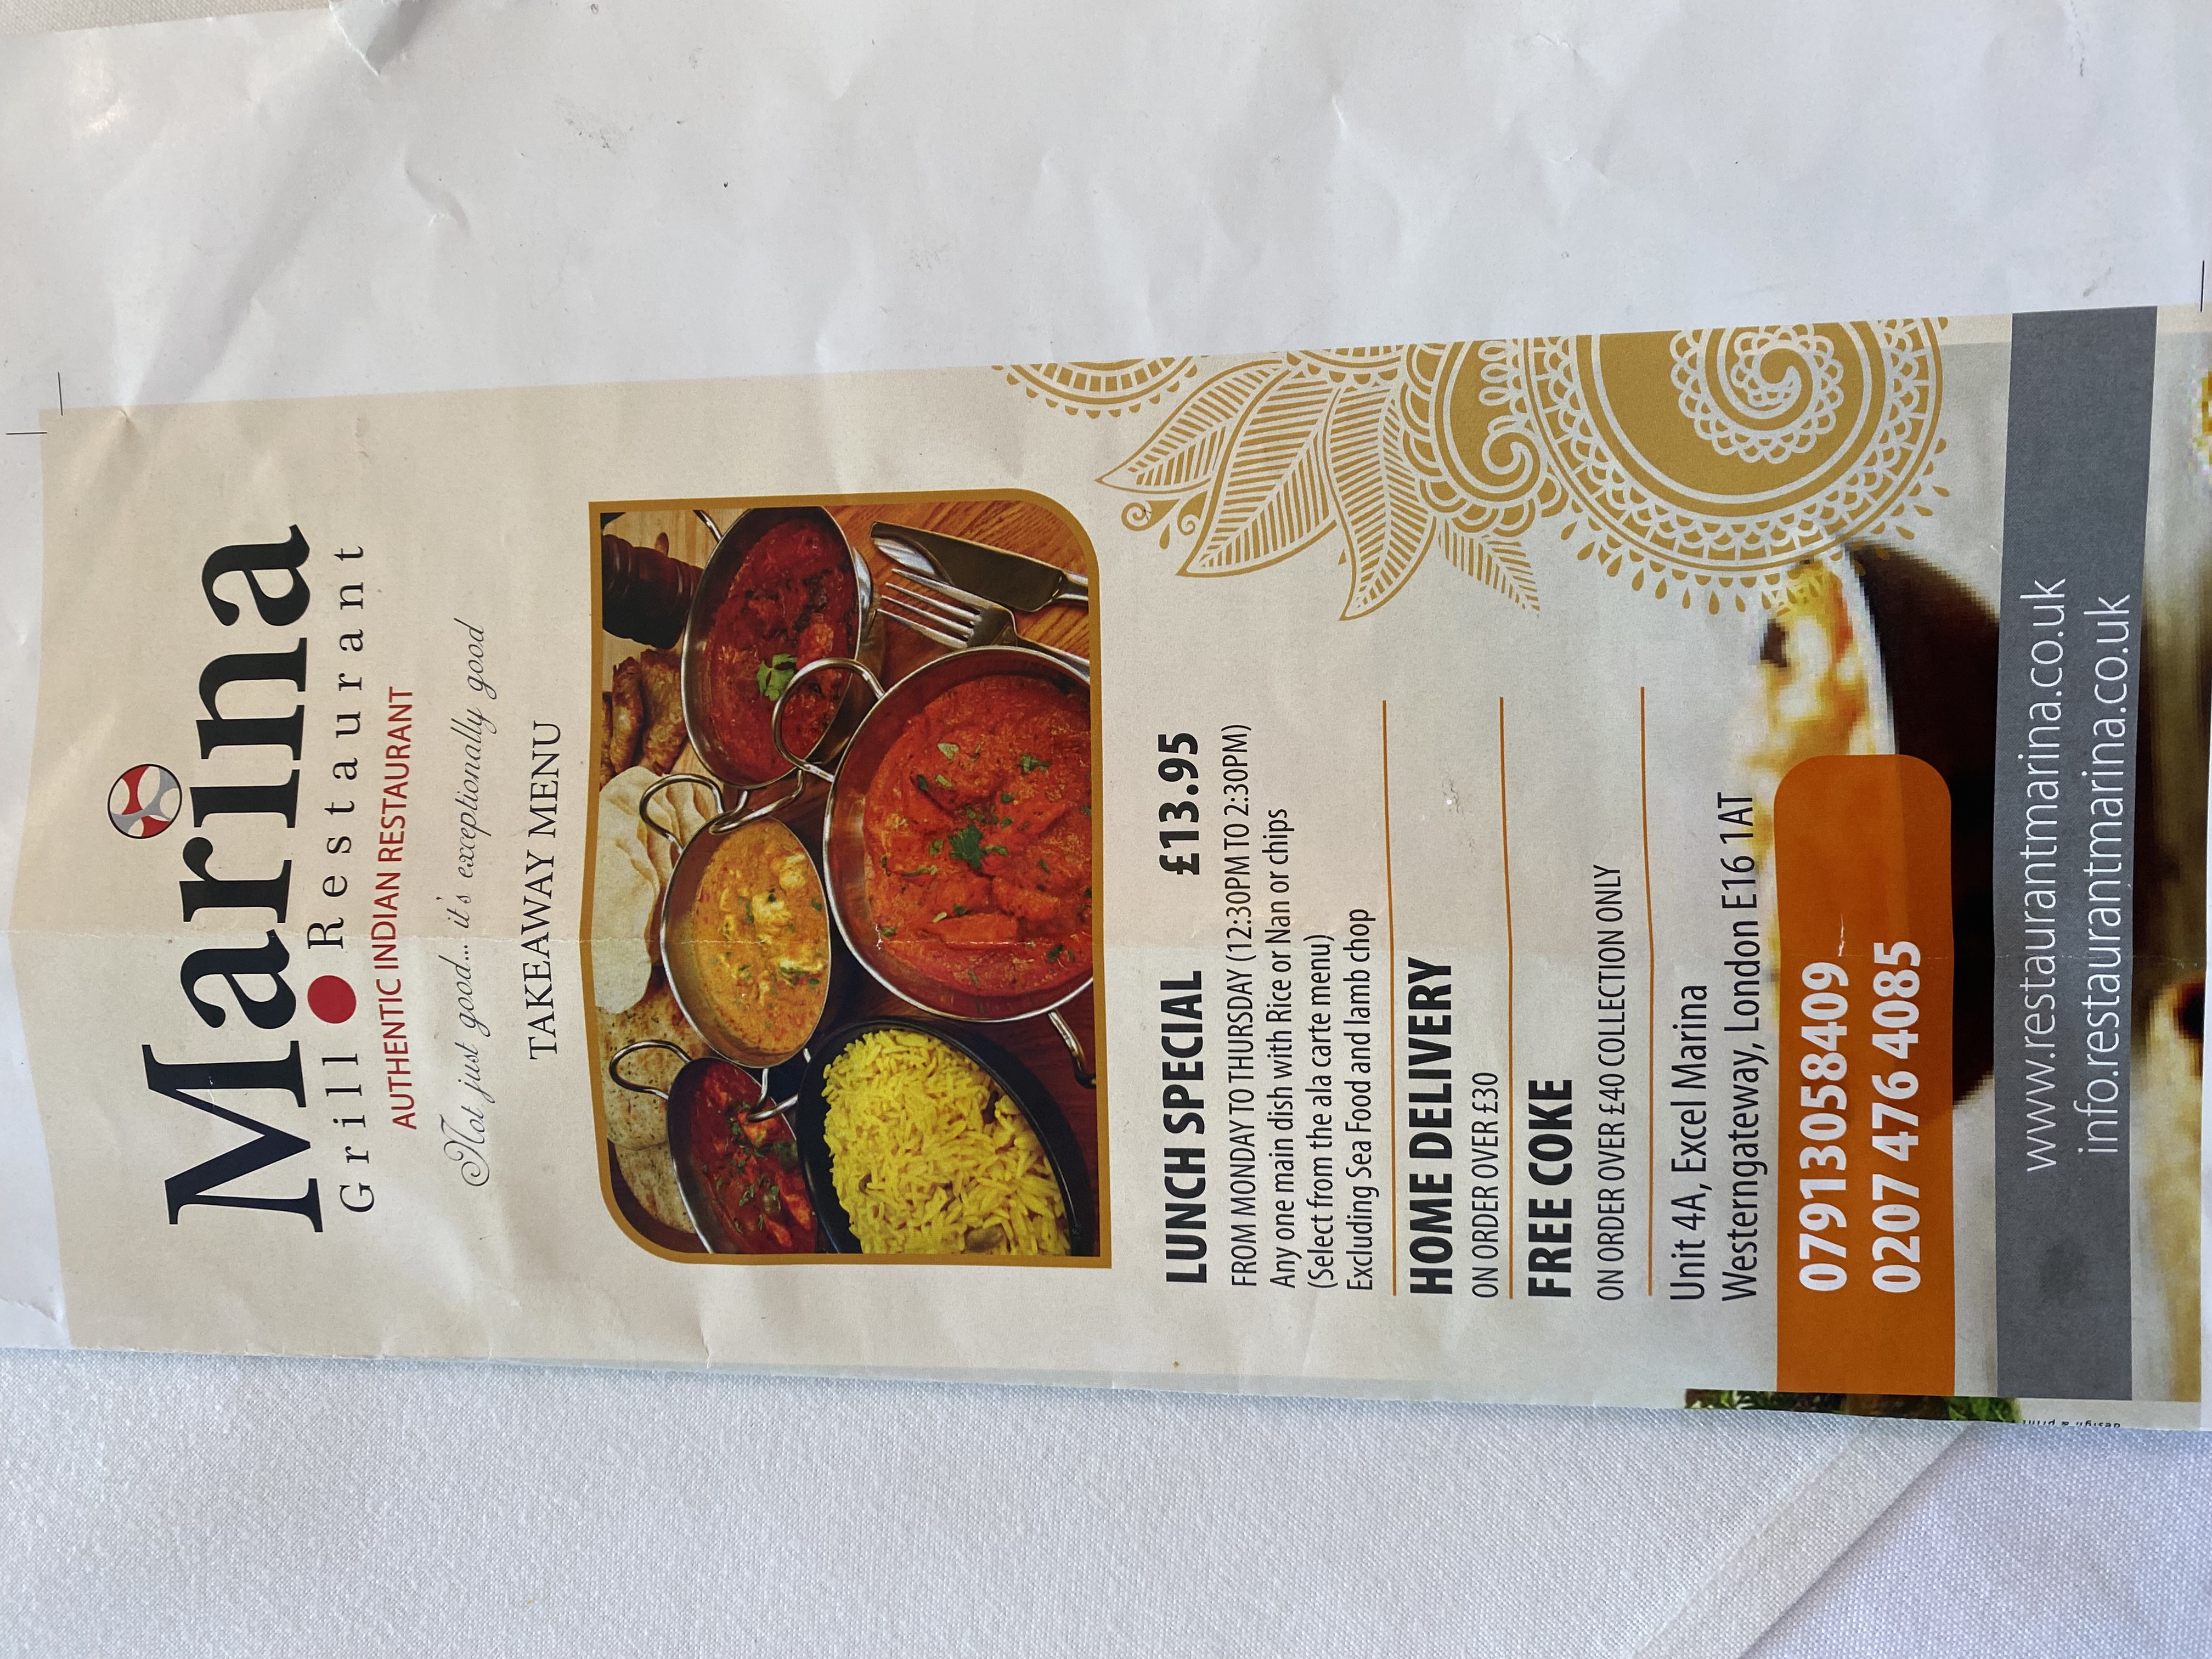 Marina
Grill Restaurant
AUTHENTIC INDIAN RESTAURANT
Not just good... it's exceptionally good
TAKEAWAY MENU
LUNCH SPECIAL £13.95
FROM MONDAY TO THURSDAY (12:30PM TO 2:30PM)
Any one main dish with Rice or Nan or chips
(Select from the ala carte menu)
Excluding Sea Food and lamb chop
HOME DELIVERY
ON ORDER OVER £30
FREE COKE
ON ORDER OVER £40 COLLECTION ONLY
Unit 4A, Excel Marina
Westerngateway, London E16 1AT
07913058409
0207 476 4085
www.restaurantmarina.co.uk
info.restaurantmarina.co.uk
design & print